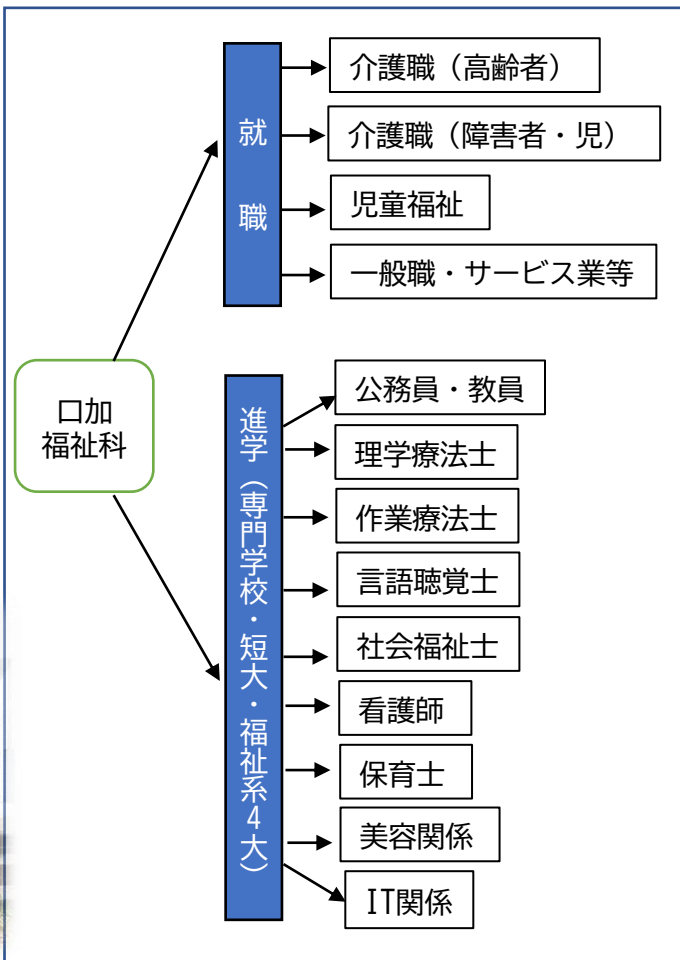 就職
介護職（高齢者）
介護職（障害者・児）
児童福祉
一般職・サービス業等
口加
福祉科
進学（専門学校・短大・福祉系4大）
公務員・教員
理学療法士
作業療法士
言語聴覚士
社会福祉士
看護師
保育士
美容関係
IT関係